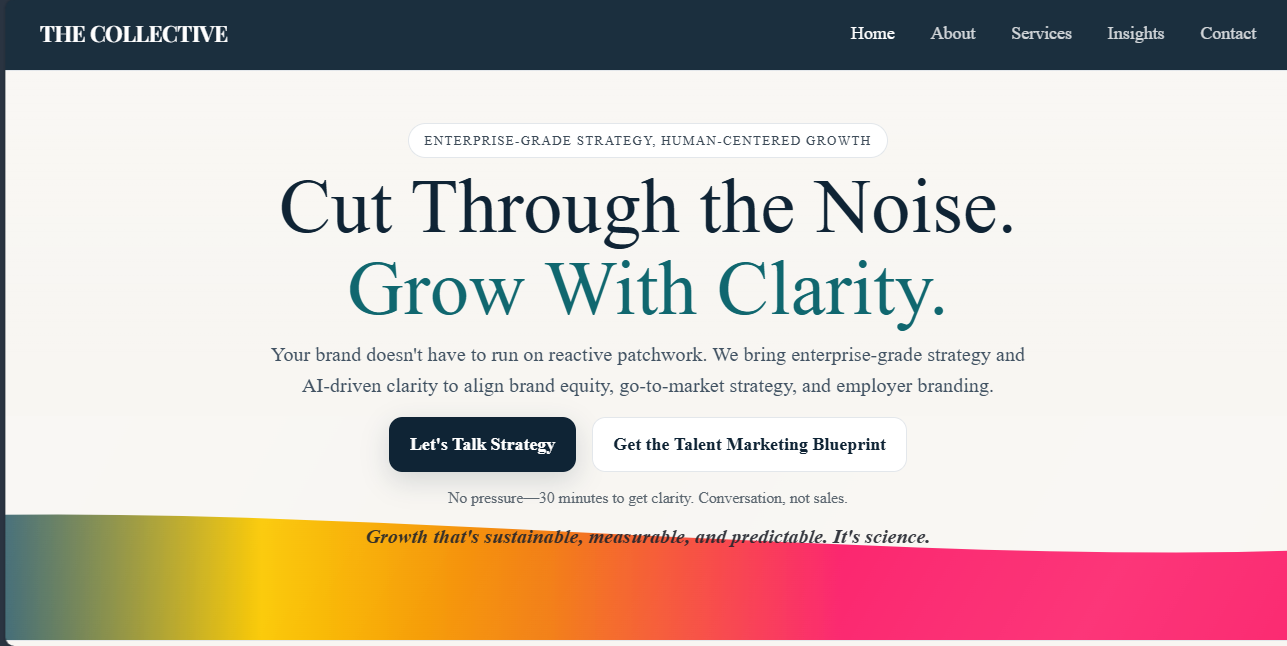 THE COLLECTIVE
Home About Services Insights Contact
ENTERPRISE-GRADE STRATEGY, HUMAN-CENTERED GROWTH
Cut Through the Noise.
Grow With Clarity.
Your brand doesn't have to run on reactive patchwork. We bring enterprise-grade strategy and
AI-driven clarity to align brand equity, go-to-market strategy, and employer branding.
Let's Talk Strategy
Get the Talent Marketing Blueprint
No pressure—30 minutes to get clarity. Conversation, not sales.
Growth that's sustainable, measurable, and predictable. It's science.